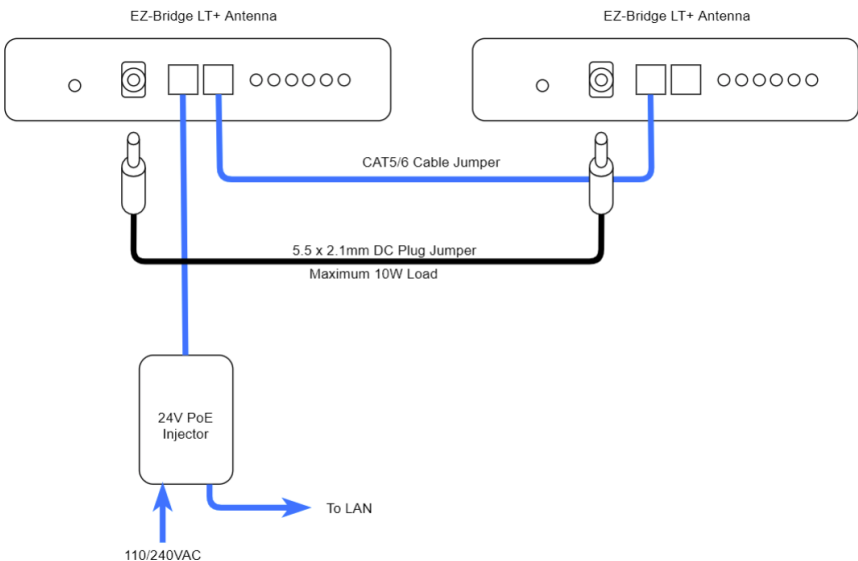 EZ-Bridge LT+ Antenna
EZ-Bridge LT+ Antenna
CAT5/6 Cable Jumper
5.5 x 2.1mm DC Plug Jumper
Maximum 10W Load
24V PoE
Injector
To LAN
110/240VAC